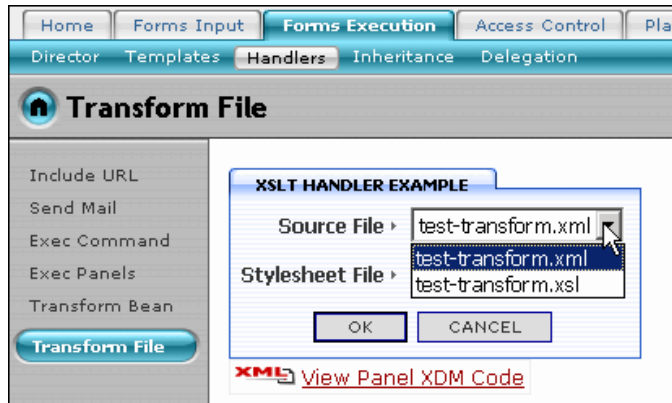 Home Forms Input Forms Execution Access Control Pla
Director Templates Handlers Inheritance Delegation
Transform File
Include URL
Send Mail
Exec Command
Exec Panels
Transform Bean
Transform File
XSLT HANDLER EXAMPLE
Source File test-transform.xml
test-transform.xml
Stylesheet File test-transform.xsl
OK CANCEL
XML View Panel XDM Code